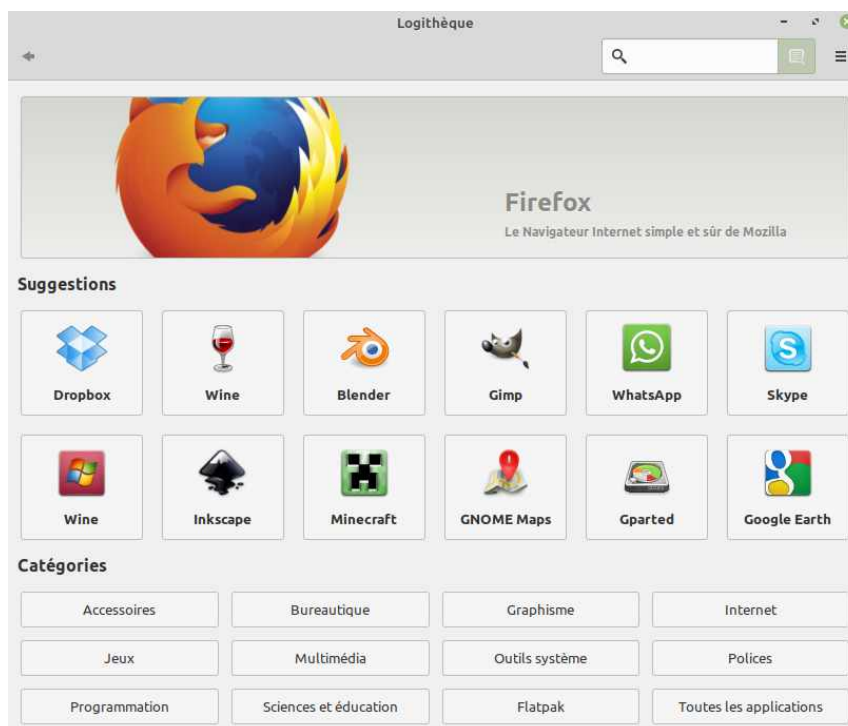 Logithèque
Firefox
Le Navigateur Internet simple et sûr de Mozilla
Suggestions
Dropbox Wine Blender Gimp WhatsApp Skype
Wine Inkscape Minecraft GNOME Maps Gparted Google Earth
Catégories
Accessoires Bureautique Graphisme Internet
Jeux Multimédia Outils système Polices
Programmation Sciences et éducation Flatpak Toutes les applications